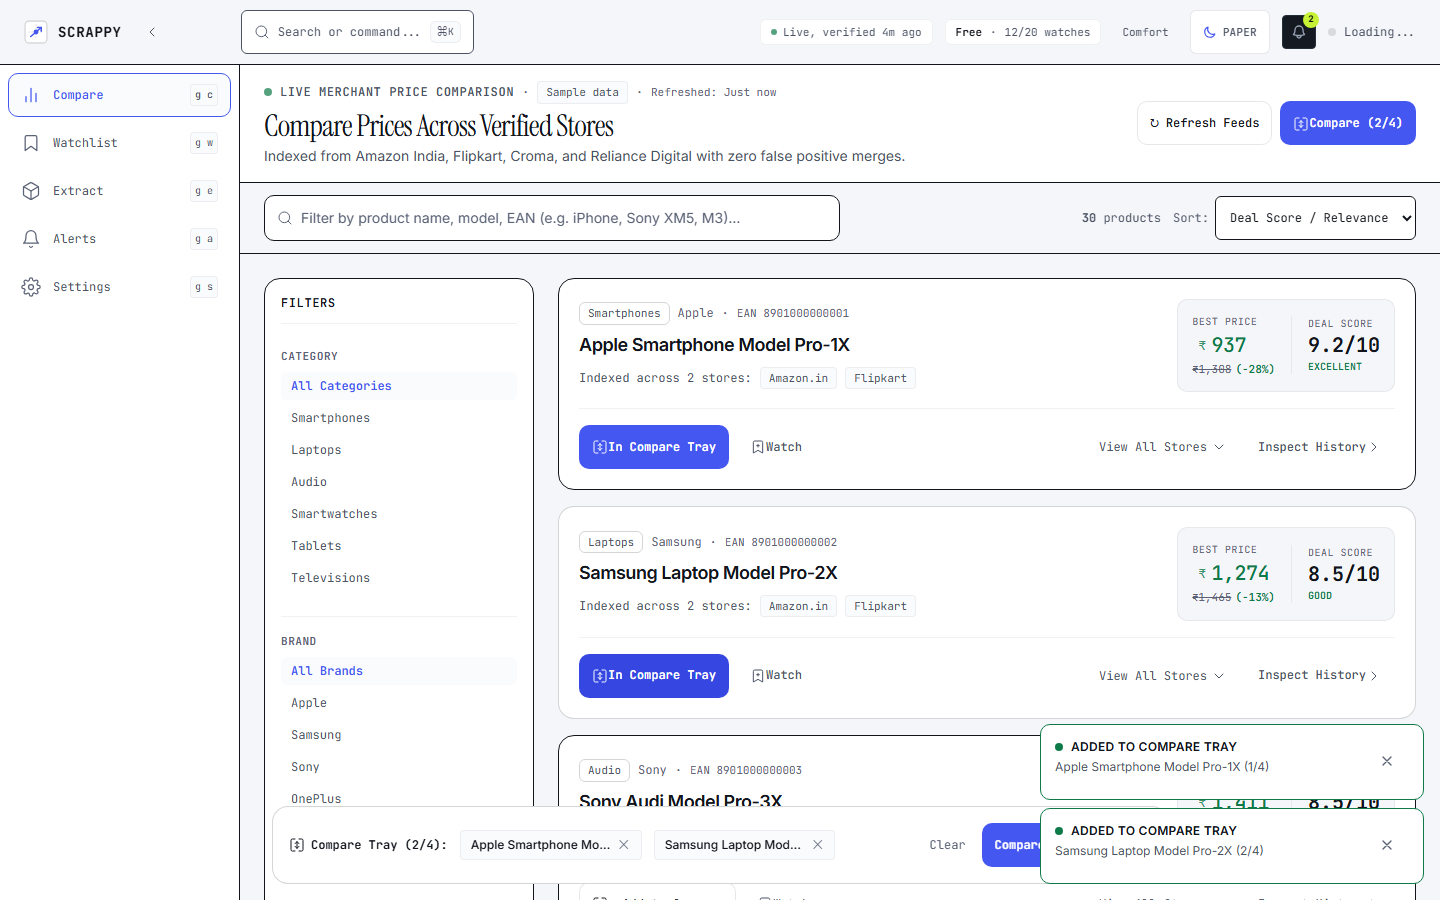 SCRAPPY
Search or command... ⌘K
Live, verified 4m ago
Free · 12/20 watches
Comfort
PAPER
2
Loading...
Compare g c
Watchlist g w
Extract g e
Alerts g a
Settings g s
LIVE MERCHANT PRICE COMPARISON · Sample data · Refreshed: Just now
Compare Prices Across Verified Stores
Indexed from Amazon India, Flipkart, Croma, and Reliance Digital with zero false positive merges.
↻ Refresh Feeds
Compare (2/4)
Filter by product name, model, EAN (e.g. iPhone, Sony XM5, M3)...
30 products Sort: Deal Score / Relevance
FILTERS
CATEGORY
All Categories
Smartphones
Laptops
Audio
Smartwatches
Tablets
Televisions
BRAND
All Brands
Apple
Samsung
Sony
OnePlus
Smartphones Apple · EAN 8901000000001
Apple Smartphone Model Pro-1X
Indexed across 2 stores: Amazon.in Flipkart
BEST PRICE
₹ 937
₹1,308 (-28%)
DEAL SCORE
9.2/10
EXCELLENT
In Compare Tray
Watch
View All Stores
Inspect History
Laptops Samsung · EAN 8901000000002
Samsung Laptop Model Pro-2X
Indexed across 2 stores: Amazon.in Flipkart
BEST PRICE
₹ 1,274
₹1,465 (-13%)
DEAL SCORE
8.5/10
GOOD
In Compare Tray
Watch
View All Stores
Inspect History
Audio Sony · EAN 8901000000003
Sony Audi Model Pro-3X
₹ 1,411
8.5/10
Compare Tray (2/4):
Apple Smartphone Mo...
Samsung Laptop Mod...
Clear
ADDED TO COMPARE TRAY
Apple Smartphone Model Pro-1X (1/4)
ADDED TO COMPARE TRAY
Samsung Laptop Model Pro-2X (2/4)